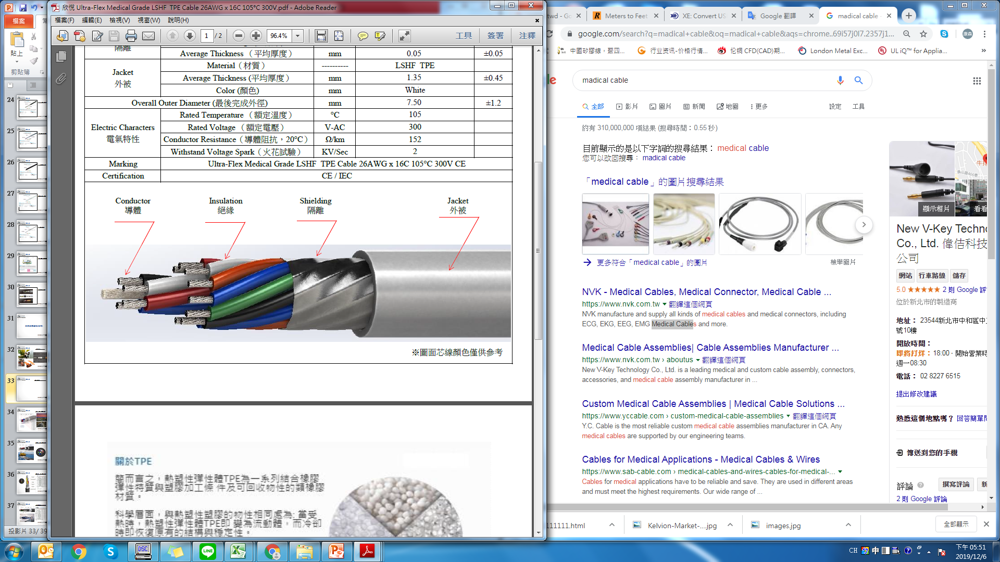 欣悅 Ultra-Flex Medical Grade LSHF TPE Cable 26AWG x 16C 105°C 300V.pdf - Adobe Reader
檔案(F) 編輯(E) 檢視(V) 視窗(W) 說明(H)
1 / 2
96.4%
工具 簽署 注釋
檔案
貼上
剪貼簿
24
25
26
27
28
29
30
31
32
33
34
35
36
37
投影片 33/ 39
隔離
Average Thickness（平均厚度） mm 0.05 ±0.05
Jacket
外被
Material（材質） ---------- LSHF TPE
Average Thickness (平均厚度） mm 1.35 ±0.45
Color (顏色) mm White
Overall Outer Diameter (最後完成外徑) mm 7.50 ±1.2
Electric Characters
電氣特性
Rated Temperature（額定溫度） °C 105
Rated Voltage（額定電壓） V-AC 300
Conductor Resistance（導體阻抗，20°C） Ω/km 152
Withstand Voltage Spark（火花試驗） KV/Sec 2
Marking Ultra-Flex Medical Grade LSHF TPE Cable 26AWG x 16C 105°C 300V CE
Certification CE / IEC
Conductor
導體
Insulation
絕緣
Shielding
隔離
Jacket
外被
※圖面芯線顏色僅供參考
關於TPE
簡而言之，熱塑性彈性體TPE為一系列結合橡膠
彈性特質與塑膠加工條 件及可回收物性的類橡膠
材質。
科學層面，與熱塑性塑膠的物性相同處為: 當受
熱時，熱塑性彈性體TPE即 變為流動體，而冷卻
時即恢復原有的結構與穩定性。
twd - Go
Meters to Feet
XE: Convert US
Google 翻譯
madical cable
google.com/search?q=madical+cable&oq=madical+cable&aqs=chrome..69i57j0l7.2357j1...
中國矽膠線，聚四...
行业资讯-价格行情...
伦铜 CFD(CAD)期...
London Metal Exc...
UL iQ™ for Applia...
madical cable
全部 影片 圖片 新聞 地圖 更多 設定 工具
約有 310,000,000 項結果 (搜尋時間：0.55 秒)
目前顯示的是以下字詞的搜尋結果： medical cable
您可以改回搜尋： madical cable
「medical cable」的圖片搜尋結果
更多符合「medical cable」的圖片
檢舉圖片
NVK - Medical Cables, Medical Connector, Medical Cable ...
https://www.nvk.com.tw 翻譯這個網頁
NVK manufacture and supply all kinds of medical cables and medical connectors, including
ECG, EKG, EEG, EMG Medical Cables and more.
Medical Cable Assemblies| Cable Assemblies Manufacturer ...
https://www.nvk.com.tw › aboutus 翻譯這個網頁
New V-Key Technology Co., Ltd. is a leading medical and custom cable assembly, connectors,
accessories, and medical cable assembly manufacturer in ...
Custom Medical Cable Assemblies | Medical Cable Solutions ...
https://www.yccable.com › custom-medical-cable-assemblies 翻譯這個網頁
Y.C. Cable is the most reliable custom medical cable assemblies manufacturer in CA. Any
medical cables are supported by our engineering teams.
Cables for Medical Applications - Medical Cables & Wires
https://www.sab-cable.com › medical-cables-and-wires-cables-for-medical-...
Cables for medical applications have to be reliable and save. They are used in different areas
and must meet the highest requirements. Our wide range of ...
顯示相片
看看
New V-Key Techno
Co., Ltd. 偉佶科技
公司
網站 行車路線 儲存
5.0 ★★★★★ 2 則 Google 評
位於新北市的製造商
地址： 23544新北市中和區中
號10樓
開放時間：
即將打烊：18:00 · 開始營業時
週一08:30
電話： 02 8227 6515
提出修改建議
熟悉這個地點嗎？ 回答簡單問
傳送到您的手機
評論
撰寫評論
新
2 則 Google 評論
111111.html
Kelvion-Market-....jpg
images.jpg
全部顯示
CH 中
下午 05:51
2019/12/6